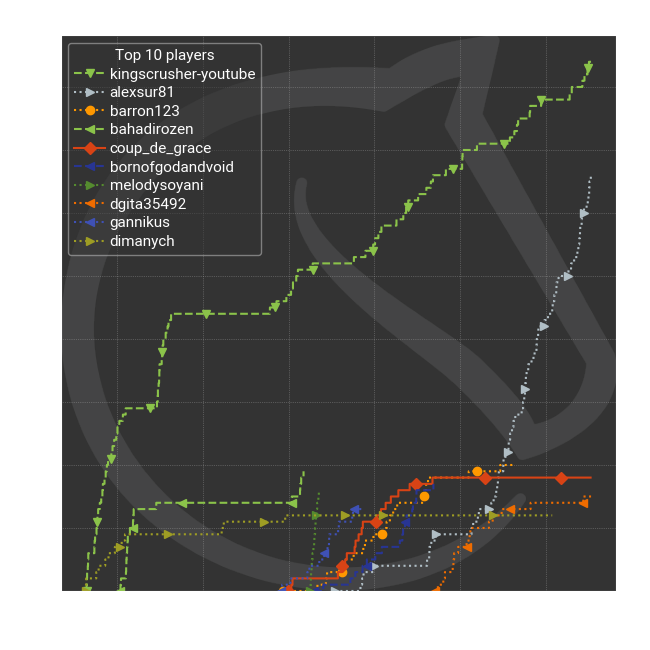 Top 10 players
kingscrusher-youtube
alexsur81
barron123
bahadirozen
coup_de_grace
bornofgodandvoid
melodysoyani
dgita35492
gannikus
dimanych